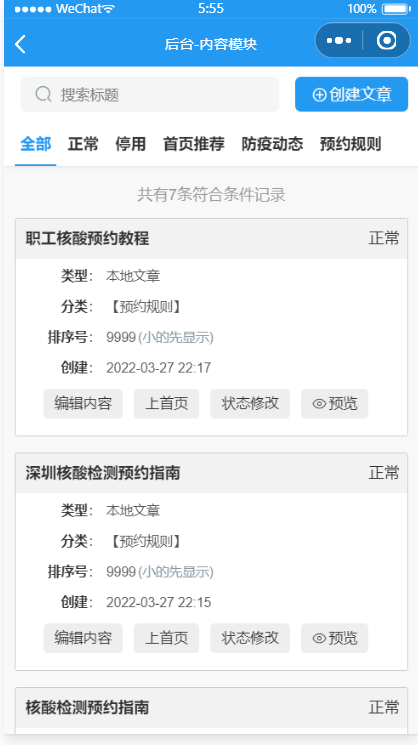 WeChat 5:55 100%
后台-内容模块
搜索标题 创建文章
全部 正常 停用 首页推荐 防疫动态 预约规则
共有7条符合条件记录
职工核酸预约教程 正常
类型： 本地文章
分类： 【预约规则】
排序号： 9999 (小的先显示)
创建： 2022-03-27 22:17
编辑内容 上首页 状态修改 预览
深圳核酸检测预约指南 正常
类型： 本地文章
分类： 【预约规则】
排序号： 9999 (小的先显示)
创建： 2022-03-27 22:15
编辑内容 上首页 状态修改 预览
核酸检测预约指南 正常